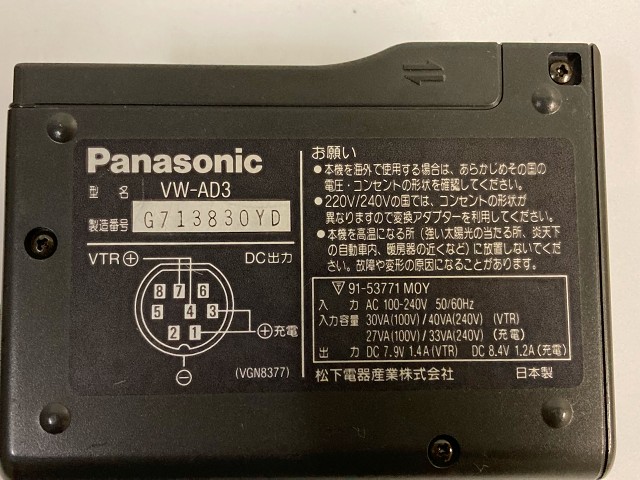 Panasonic
型 名 VW-AD3
製造番号 G713830YD
VTR ⊕ DC出力
8 7 6
5 4 3
2 1
⊕充電
⊖
(VGN8377)
お願い
●本機を海外で使用する場合は、あらかじめその国の
電圧・コンセントの形状を確認してください。
●220V/240Vの国では、コンセントの形状が
異なりますので変換アダプターを利用してください。
●本機を高温になる所(強い太陽光の当たる所、炎天下
の自動車内、暖房器の近くなど)に放置しないでくだ
さい。故障や変形の原因になることがあります。
91-53771 MOY
入 力 AC 100-240V 50/60Hz
入力容量 30VA(100V) / 40VA(240V) (VTR)
27VA(100V) / 33VA(240V) (充電)
出 力 DC 7.9V 1.4A(VTR) DC 8.4V 1.2A(充電)
松下電器産業株式会社 日本製